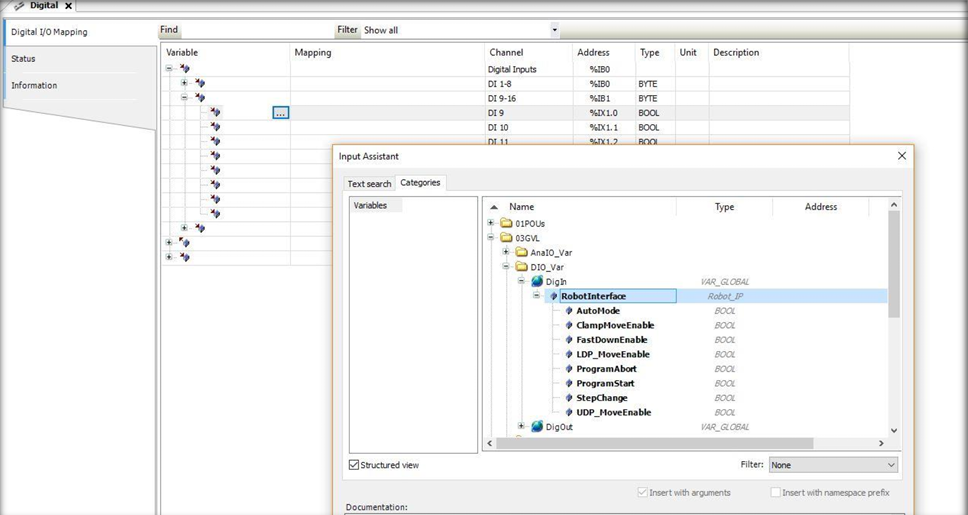 Digital
Digital I/O Mapping
Status
Information
Find
Filter Show all
Variable Mapping Channel Address Type Unit Description
Digital Inputs %IB0
DI 1-8 %IB0 BYTE
DI 9-16 %IB1 BYTE
... DI 9 %IX1.0 BOOL
DI 10 %IX1.1 BOOL
DI 11 %IX1.2 BOOL
Input Assistant
Text search Categories
Variables
Name Type Address
01POUs
03GVL
AnaIO_Var
DIO_Var
DigIn VAR_GLOBAL
RobotInterface Robot_IP
AutoMode BOOL
ClampMoveEnable BOOL
FastDownEnable BOOL
LDP_MoveEnable BOOL
ProgramAbort BOOL
ProgramStart BOOL
StepChange BOOL
UDP_MoveEnable BOOL
DigOut VAR_GLOBAL
Structured view
Filter: None
Insert with arguments Insert with namespace prefix
Documentation: